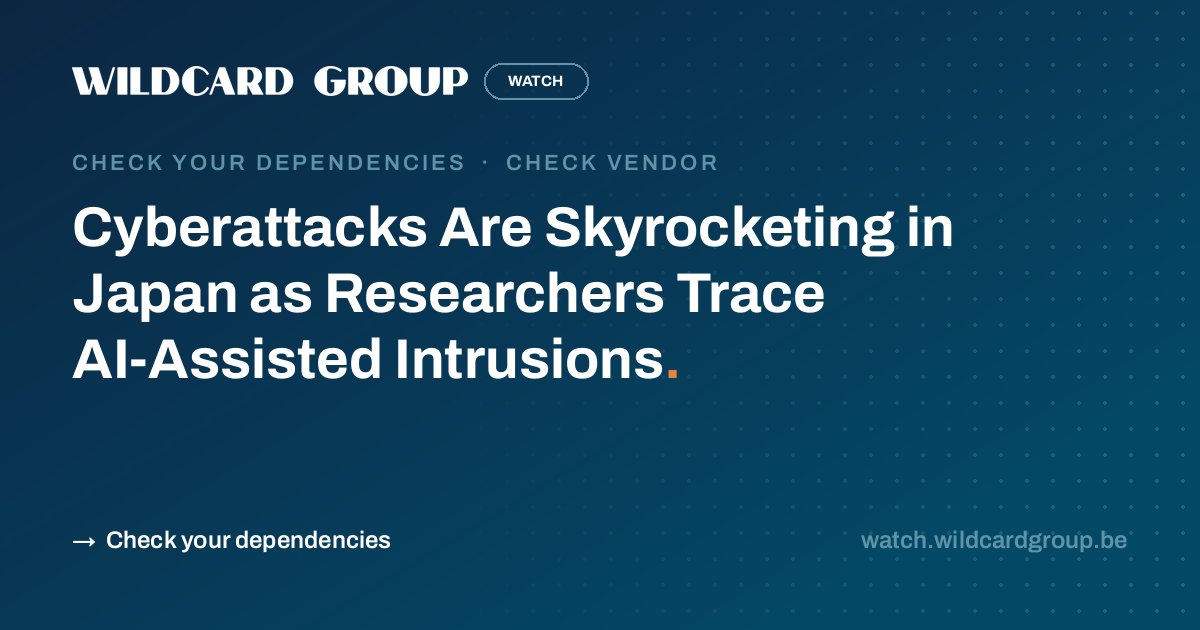 WILDCARD GROUP WATCH
CHECK YOUR DEPENDENCIES · CHECK VENDOR
Cyberattacks Are Skyrocketing in
Japan as Researchers Trace
AI-Assisted Intrusions.
→ Check your dependencies
watch.wildcardgroup.be